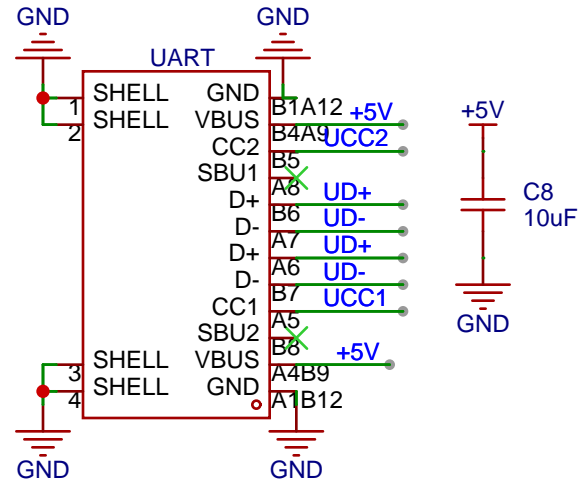 GND
GND
UART
SHELL
GND
1
B1A12
+5V
SHELL
VBUS
2
B4A9
UCC2
CC2
B5
SBU1
A8
D+
UD+
B6
D-
UD-
A7
D+
UD+
A6
D-
UD-
B7
CC1
UCC1
A5
SBU2
B8
SHELL
VBUS
+5V
3
A4B9
SHELL
GND
4
A1B12
GND
GND
+5V
C8
10uF
GND